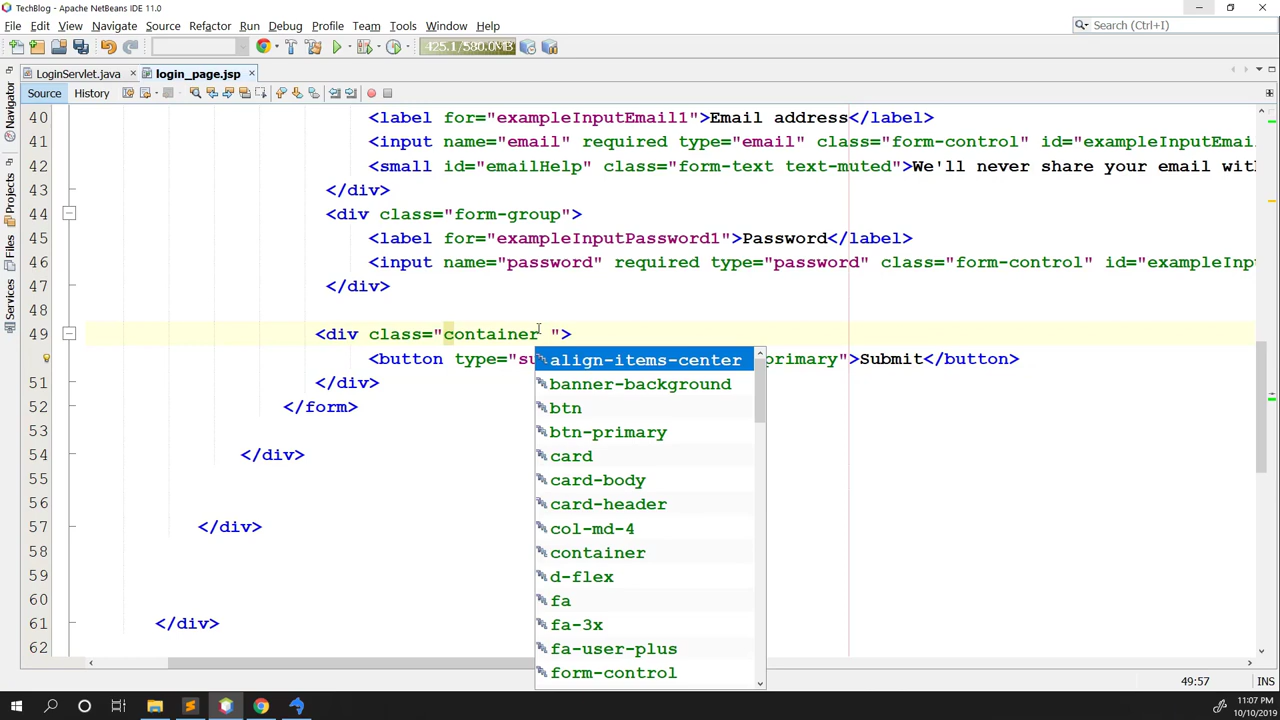 TechBlog - Apache NetBeans IDE 11.0
File Edit View Navigate Source Refactor Run Debug Profile Team Tools Window Help
Search (Ctrl+I)
425.1/580.0MB
LoginServlet.java
login_page.jsp
Source History
Navigator
Projects
Files
Services
40 <label for="exampleInputEmail1">Email address</label>
41 <input name="email" required type="email" class="form-control" id="exampleInputEmai
42 <small id="emailHelp" class="form-text text-muted">We'll never share your email wit
43 </div>
44 <div class="form-group">
45 <label for="exampleInputPassword1">Password</label>
46 <input name="password" required type="password" class="form-control" id="exampleInp
47 </div>
48
49 <div class="container ">
<button type="su primary">Submit</button>
51 </div>
52 </form>
53
54 </div>
55
56
57 </div>
58
59
60
61 </div>
62
align-items-center
banner-background
btn
btn-primary
card
card-body
card-header
col-md-4
container
d-flex
fa
fa-3x
fa-user-plus
form-control
49:57 INS
11:07 PM
10/10/2019